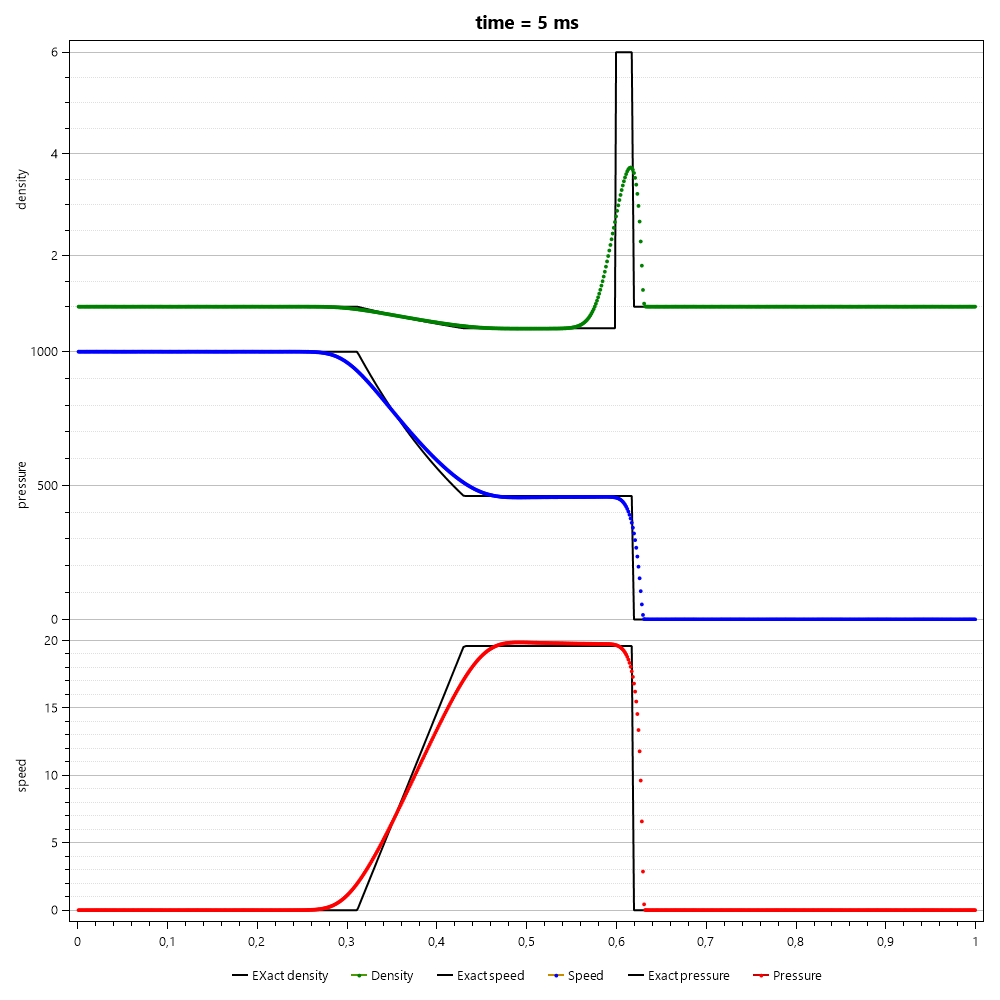 time = 5 ms
6
4
2
density
1000
500
0
pressure
20
15
10
5
0
speed
0 0,1 0,2 0,3 0,4 0,5 0,6 0,7 0,8 0,9 1
EXact density Density Exact speed Speed Exact pressure Pressure